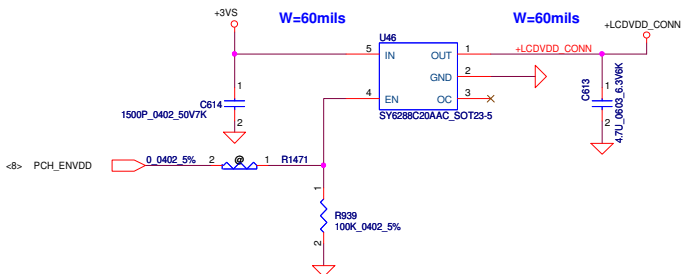 +3VS
W=60mils
W=60mils
+LCDVDD_CONN
U46
5
IN
OUT
1
+LCDVDD_CONN
GND
2
4
EN
OC
3
SY6288C20AAC_SOT23-5
1
C614
1500P_0402_50V7K
2
1
C613
4.7U_0603_6.3V6K
2
<8>
PCH_ENVDD
0_0402_5%
2
@
1
R1471
1
R939
100K_0402_5%
2